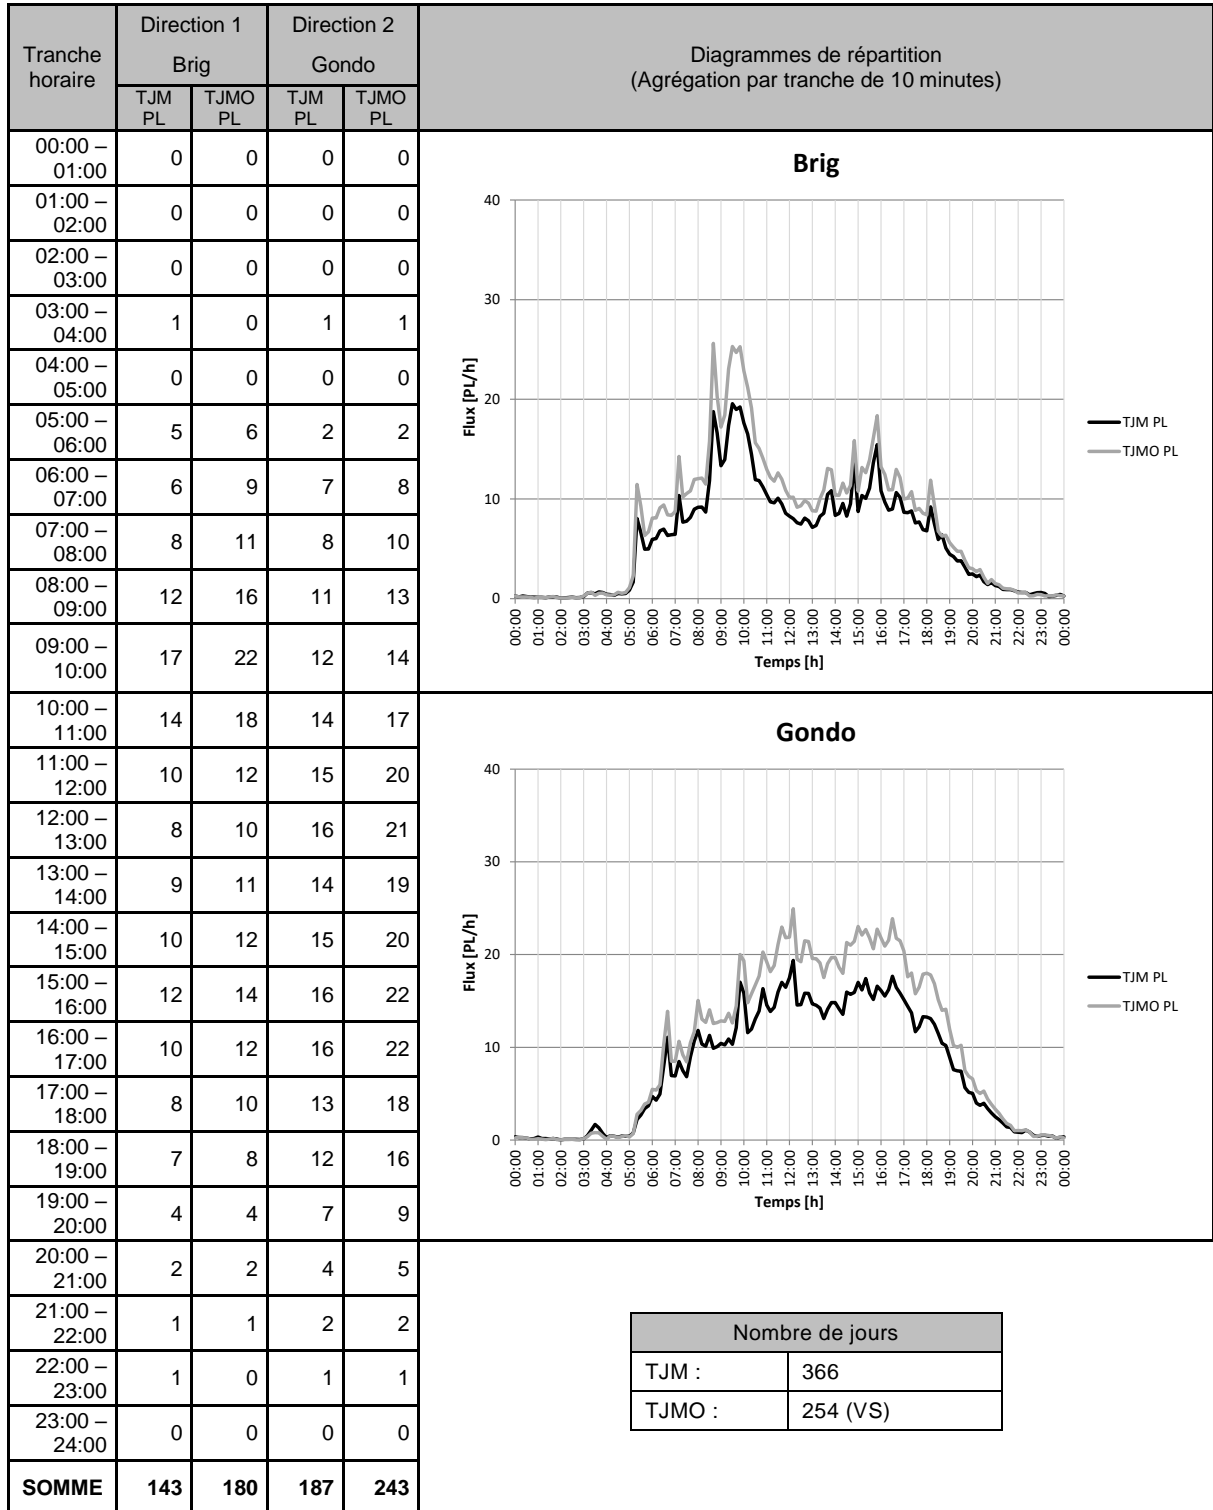 Tranche horaire
Direction 1
Direction 2
Diagrammes de répartition
(Agrégation par tranche de 10 minutes)
Brig
Gondo
TJM PL
TJMO PL
TJM PL
TJMO PL
00:00 – 01:00 0 0 0 0
01:00 – 02:00 0 0 0 0
02:00 – 03:00 0 0 0 0
03:00 – 04:00 1 0 1 1
04:00 – 05:00 0 0 0 0
05:00 – 06:00 5 6 2 2
06:00 – 07:00 6 9 7 8
07:00 – 08:00 8 11 8 10
08:00 – 09:00 12 16 11 13
09:00 – 10:00 17 22 12 14
10:00 – 11:00 14 18 14 17
11:00 – 12:00 10 12 15 20
12:00 – 13:00 8 10 16 21
13:00 – 14:00 9 11 14 19
14:00 – 15:00 10 12 15 20
15:00 – 16:00 12 14 16 22
16:00 – 17:00 10 12 16 22
17:00 – 18:00 8 10 13 18
18:00 – 19:00 7 8 12 16
19:00 – 20:00 4 4 7 9
20:00 – 21:00 2 2 4 5
21:00 – 22:00 1 1 2 2
22:00 – 23:00 1 0 1 1
23:00 – 24:00 0 0 0 0
SOMME 143 180 187 243
Brig
40
30
20
10
0
Flux [PL/h]
00:00 01:00 02:00 03:00 04:00 05:00 06:00 07:00 08:00 09:00 10:00 11:00 12:00 13:00 14:00 15:00 16:00 17:00 18:00 19:00 20:00 21:00 22:00 23:00 00:00
Temps [h]
TJM PL
TJMO PL
Gondo
40
30
20
10
0
Flux [PL/h]
00:00 01:00 02:00 03:00 04:00 05:00 06:00 07:00 08:00 09:00 10:00 11:00 12:00 13:00 14:00 15:00 16:00 17:00 18:00 19:00 20:00 21:00 22:00 23:00 00:00
Temps [h]
TJM PL
TJMO PL
Nombre de jours
TJM : 366
TJMO : 254 (VS)